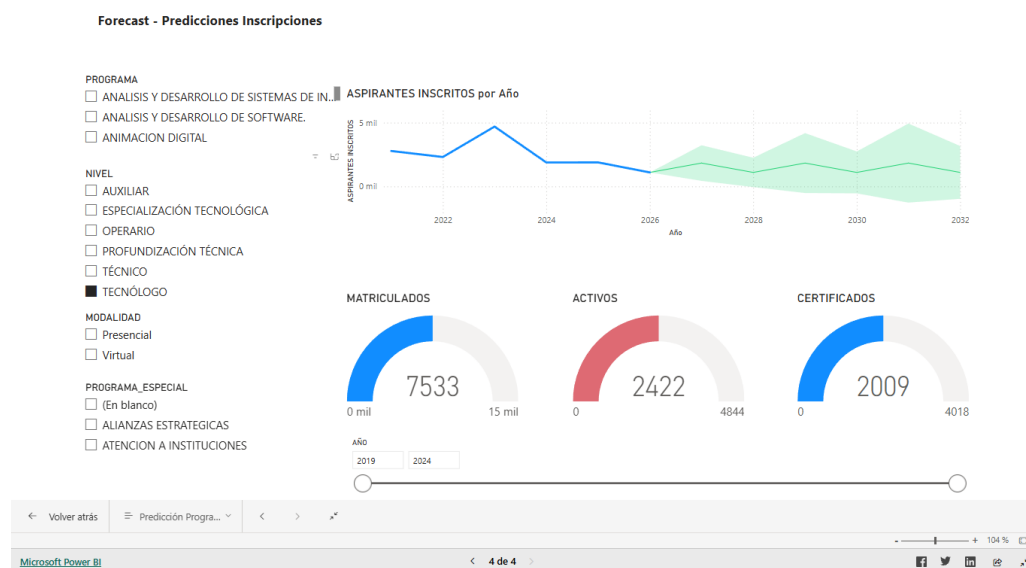 Forecast - Predicciones Inscripciones
PROGRAMA
ANALISIS Y DESARROLLO DE SISTEMAS DE IN...
ANALISIS Y DESARROLLO DE SOFTWARE.
ANIMACION DIGITAL
NIVEL
AUXILIAR
ESPECIALIZACIÓN TECNOLÓGICA
OPERARIO
PROFUNDIZACIÓN TÉCNICA
TÉCNICO
TECNÓLOGO
MODALIDAD
Presencial
Virtual
PROGRAMA_ESPECIAL
(En blanco)
ALIANZAS ESTRATEGICAS
ATENCION A INSTITUCIONES
ASPIRANTES INSCRITOS por Año
ASPIRANTES INSCRITOS
5 mil
0 mil
2022 2024 2026 2028 2030 2032
Año
MATRICULADOS
7533
0 mil 15 mil
ACTIVOS
2422
0 4844
CERTIFICADOS
2009
0 4018
AÑO
2019 2024
Volver atrás
Predicción Progra...
- + 104 %
Microsoft Power BI
4 de 4